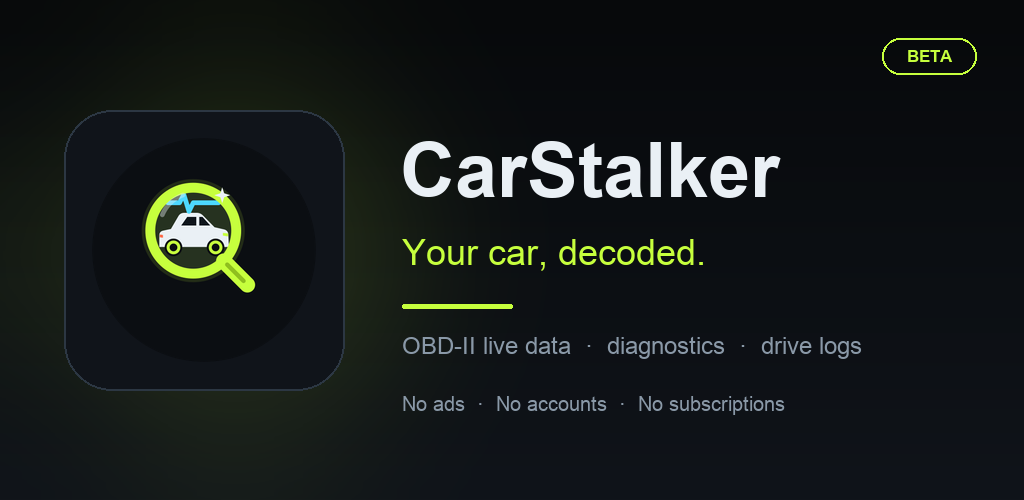 BETA
CarStalker
Your car, decoded.
OBD-II live data · diagnostics · drive logs
No ads · No accounts · No subscriptions